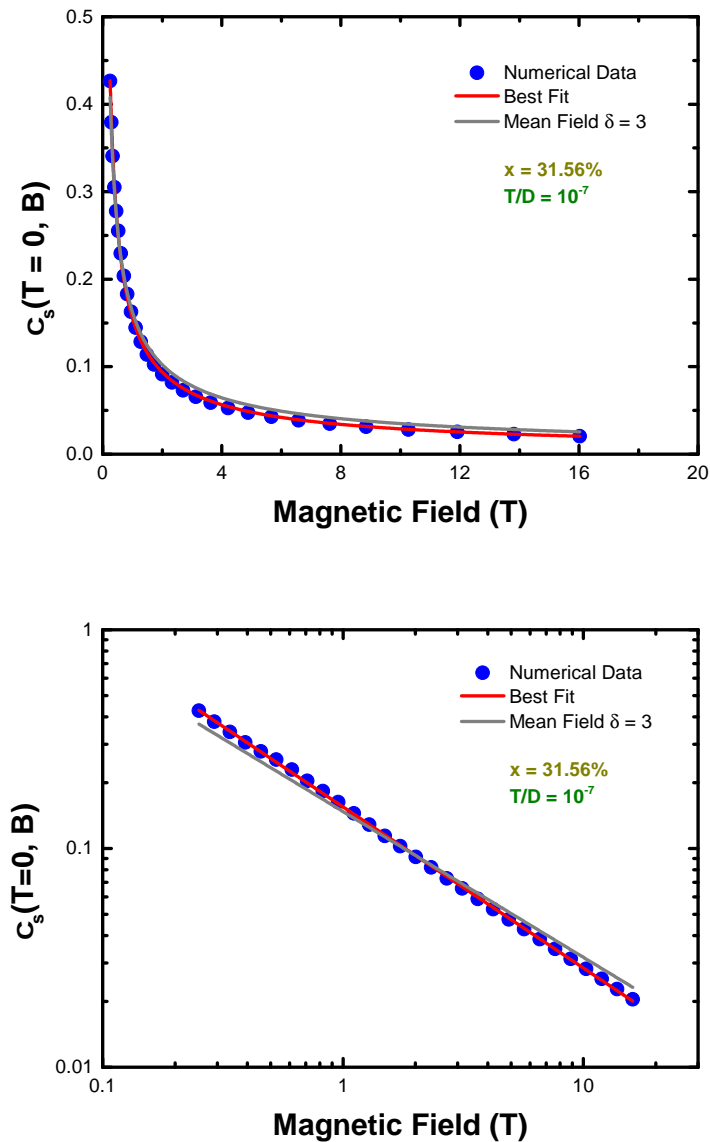 0.5
0.4
0.3
0.2
0.1
0.0
c_s(T = 0, B)
Numerical Data
Best Fit
Mean Field δ = 3
x = 31.56%
T/D = 10⁻⁷
0 4 8 12 16 20
Magnetic Field (T)
1
0.1
0.01
c_s(T=0, B)
Numerical Data
Best Fit
Mean Field δ = 3
x = 31.56%
T/D = 10⁻⁷
0.1 1 10
Magnetic Field (T)